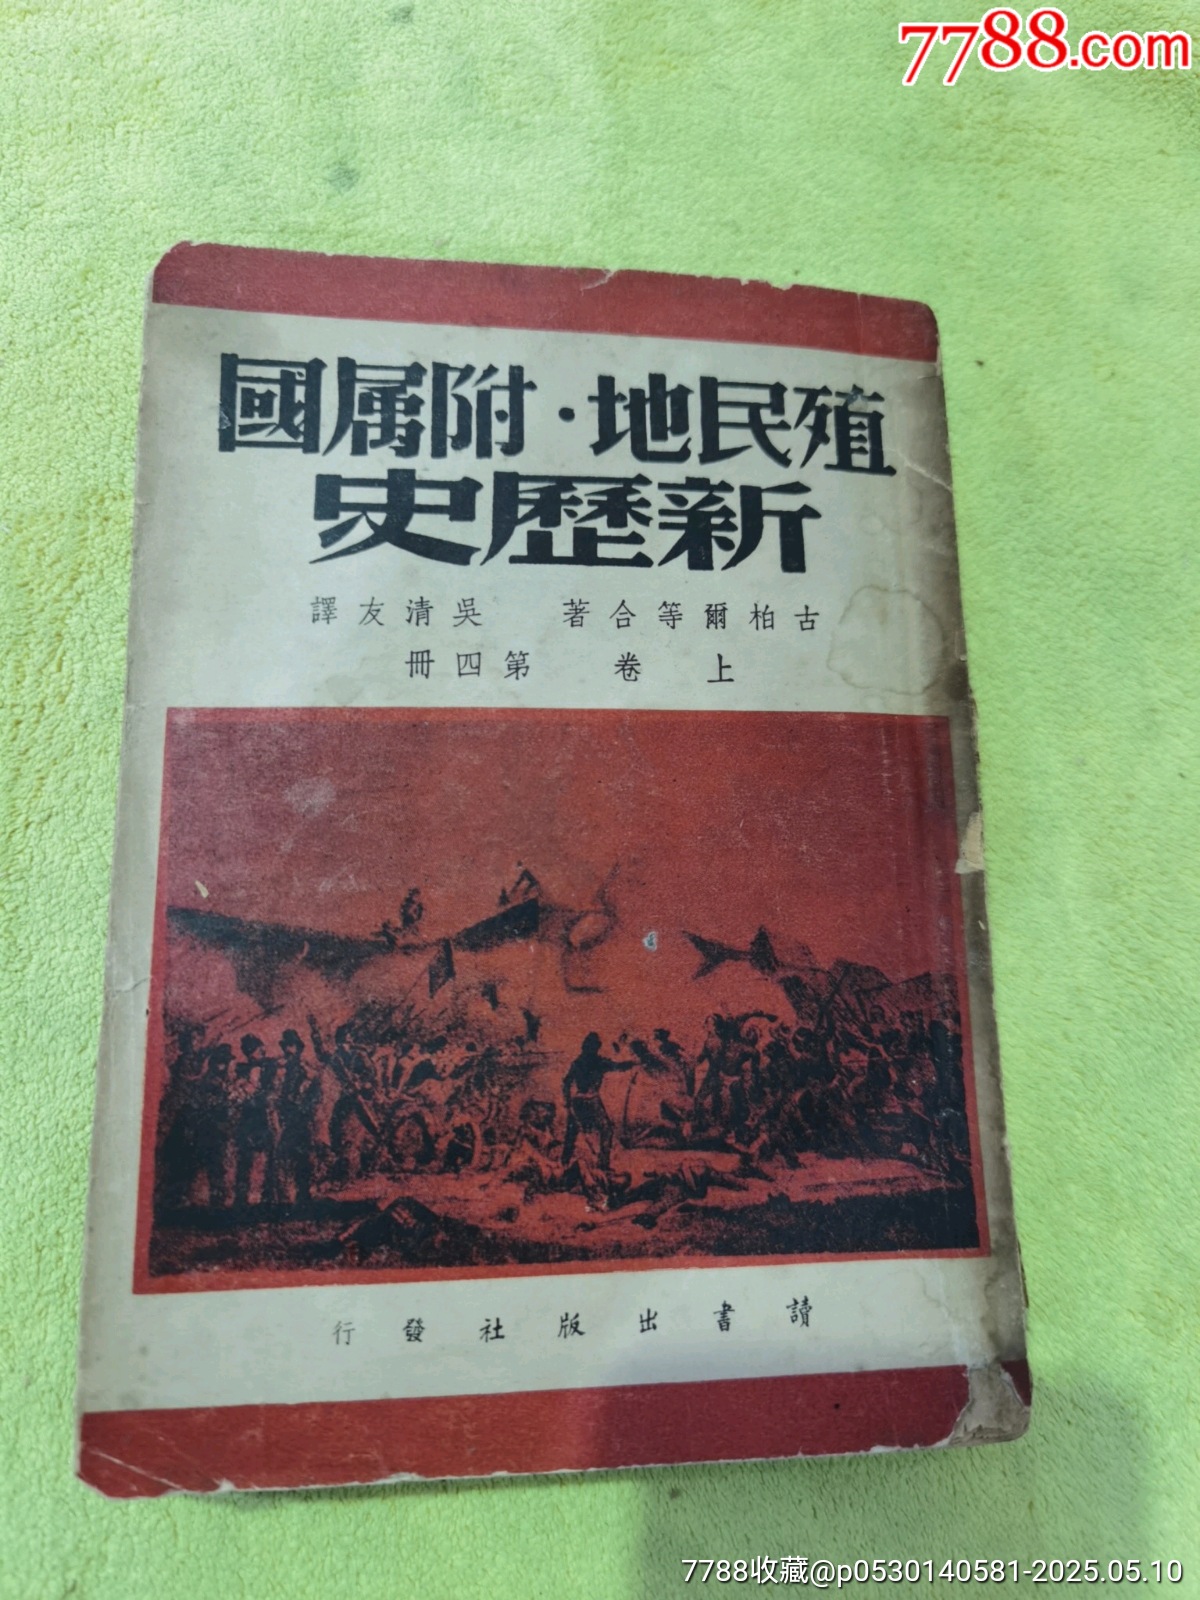 7788.com
殖民地·附属國
新歷史
古柏爾等合著 吳清友譯
上卷 第四冊
讀書出版社發行
7788收藏@p0530140581-2025.05.10